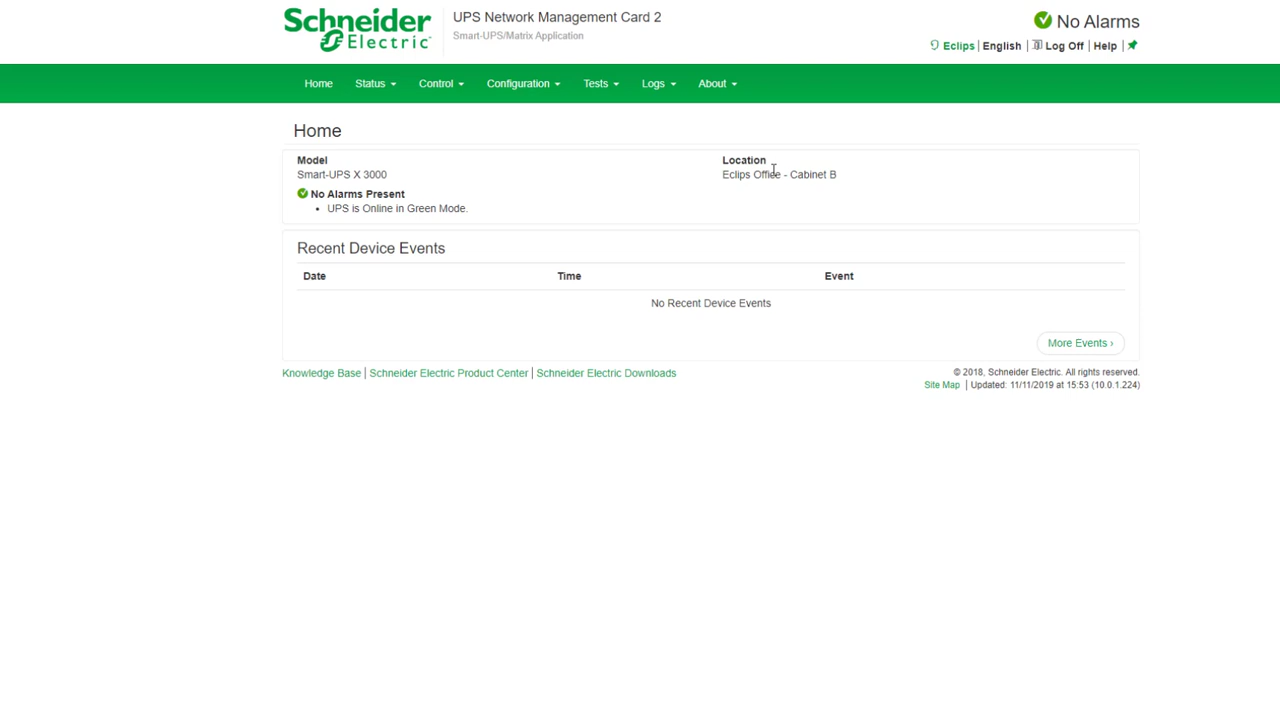 Schneider Electric
UPS Network Management Card 2
Smart-UPS/Matrix Application
No Alarms
Eclips | English | Log Off | Help |
Home Status Control Configuration Tests Logs About
Home
Model
Smart-UPS X 3000
Location
Eclips Office - Cabinet B
No Alarms Present
• UPS is Online in Green Mode.
Recent Device Events
Date Time Event
No Recent Device Events
More Events ›
Knowledge Base | Schneider Electric Product Center | Schneider Electric Downloads
© 2018, Schneider Electric. All rights reserved.
Site Map | Updated: 11/11/2019 at 15:53 (10.0.1.224)